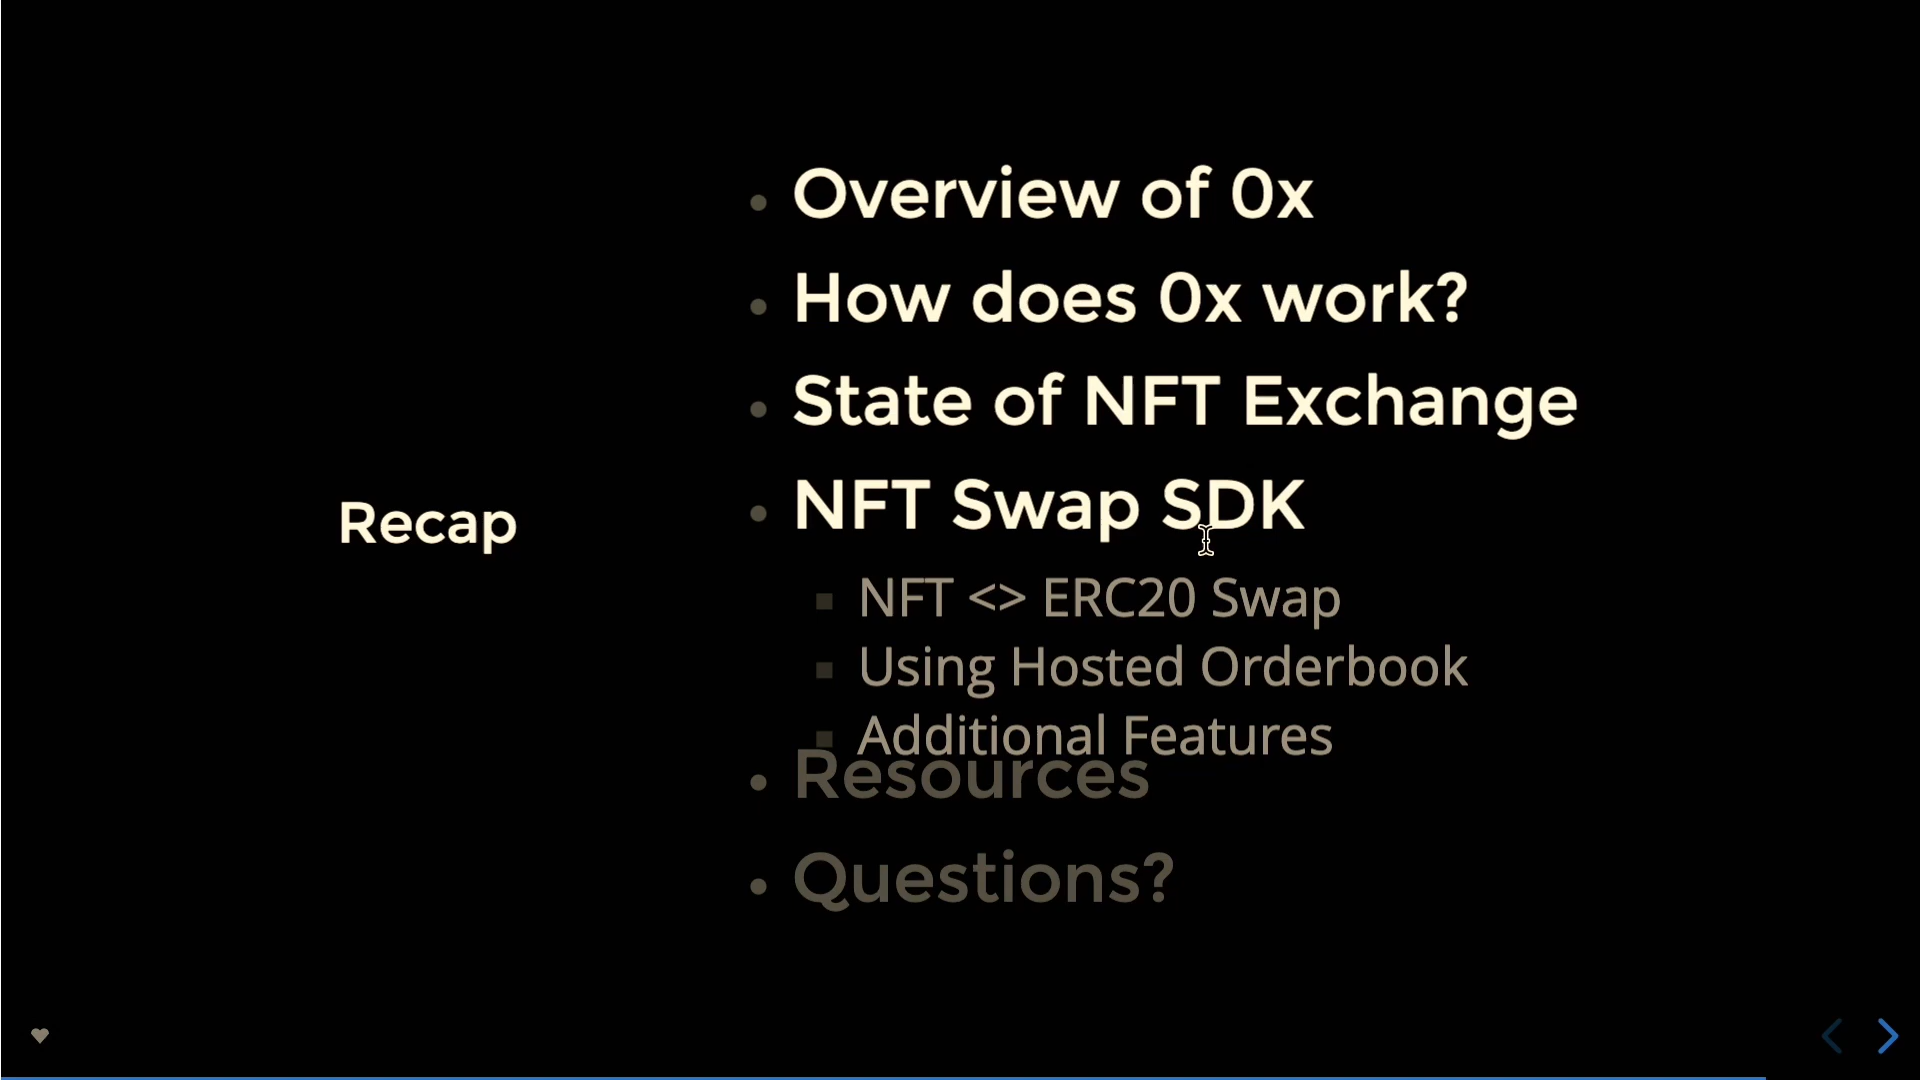 Recap
Overview of 0x
How does 0x work?
State of NFT Exchange
NFT Swap SDK
NFT <> ERC20 Swap
Using Hosted Orderbook
Additional Features
Resources
Questions?